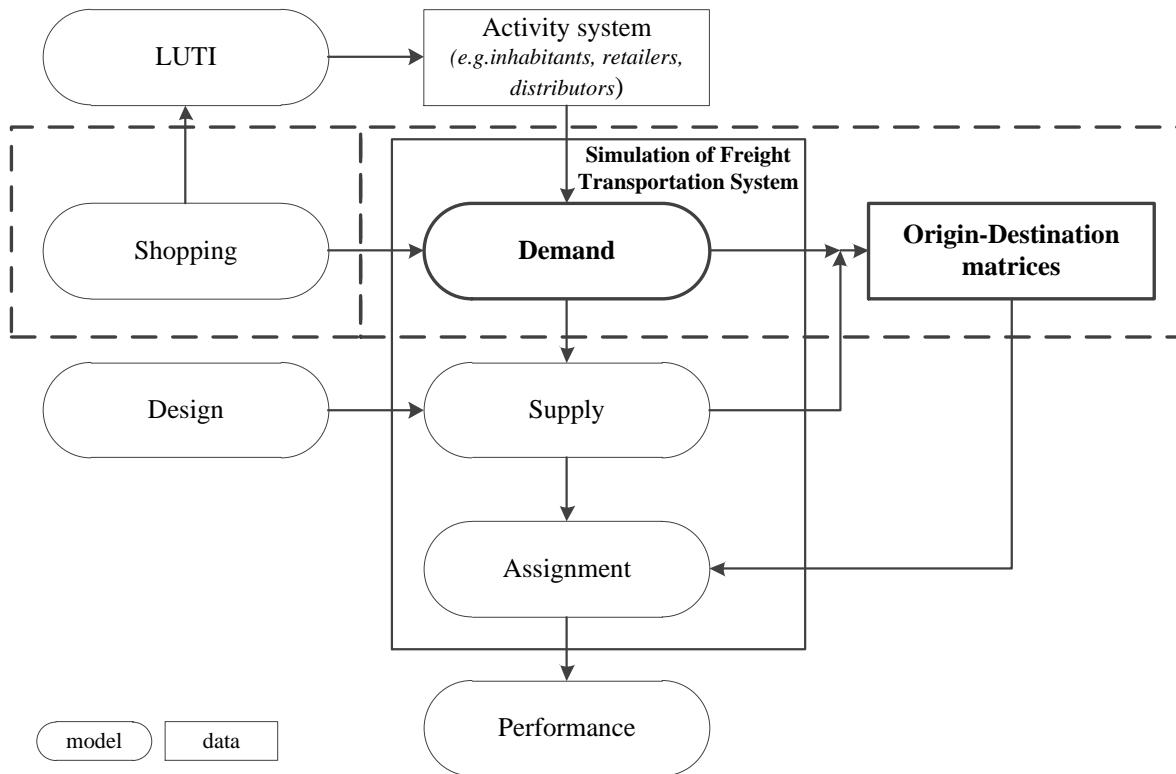 LUTI
Activity system
(e.g.inhabitants, retailers,
distributors)
Simulation of Freight
Transportation System
Shopping
Demand
Origin-Destination
matrices
Design
Supply
Assignment
Performance
model
data